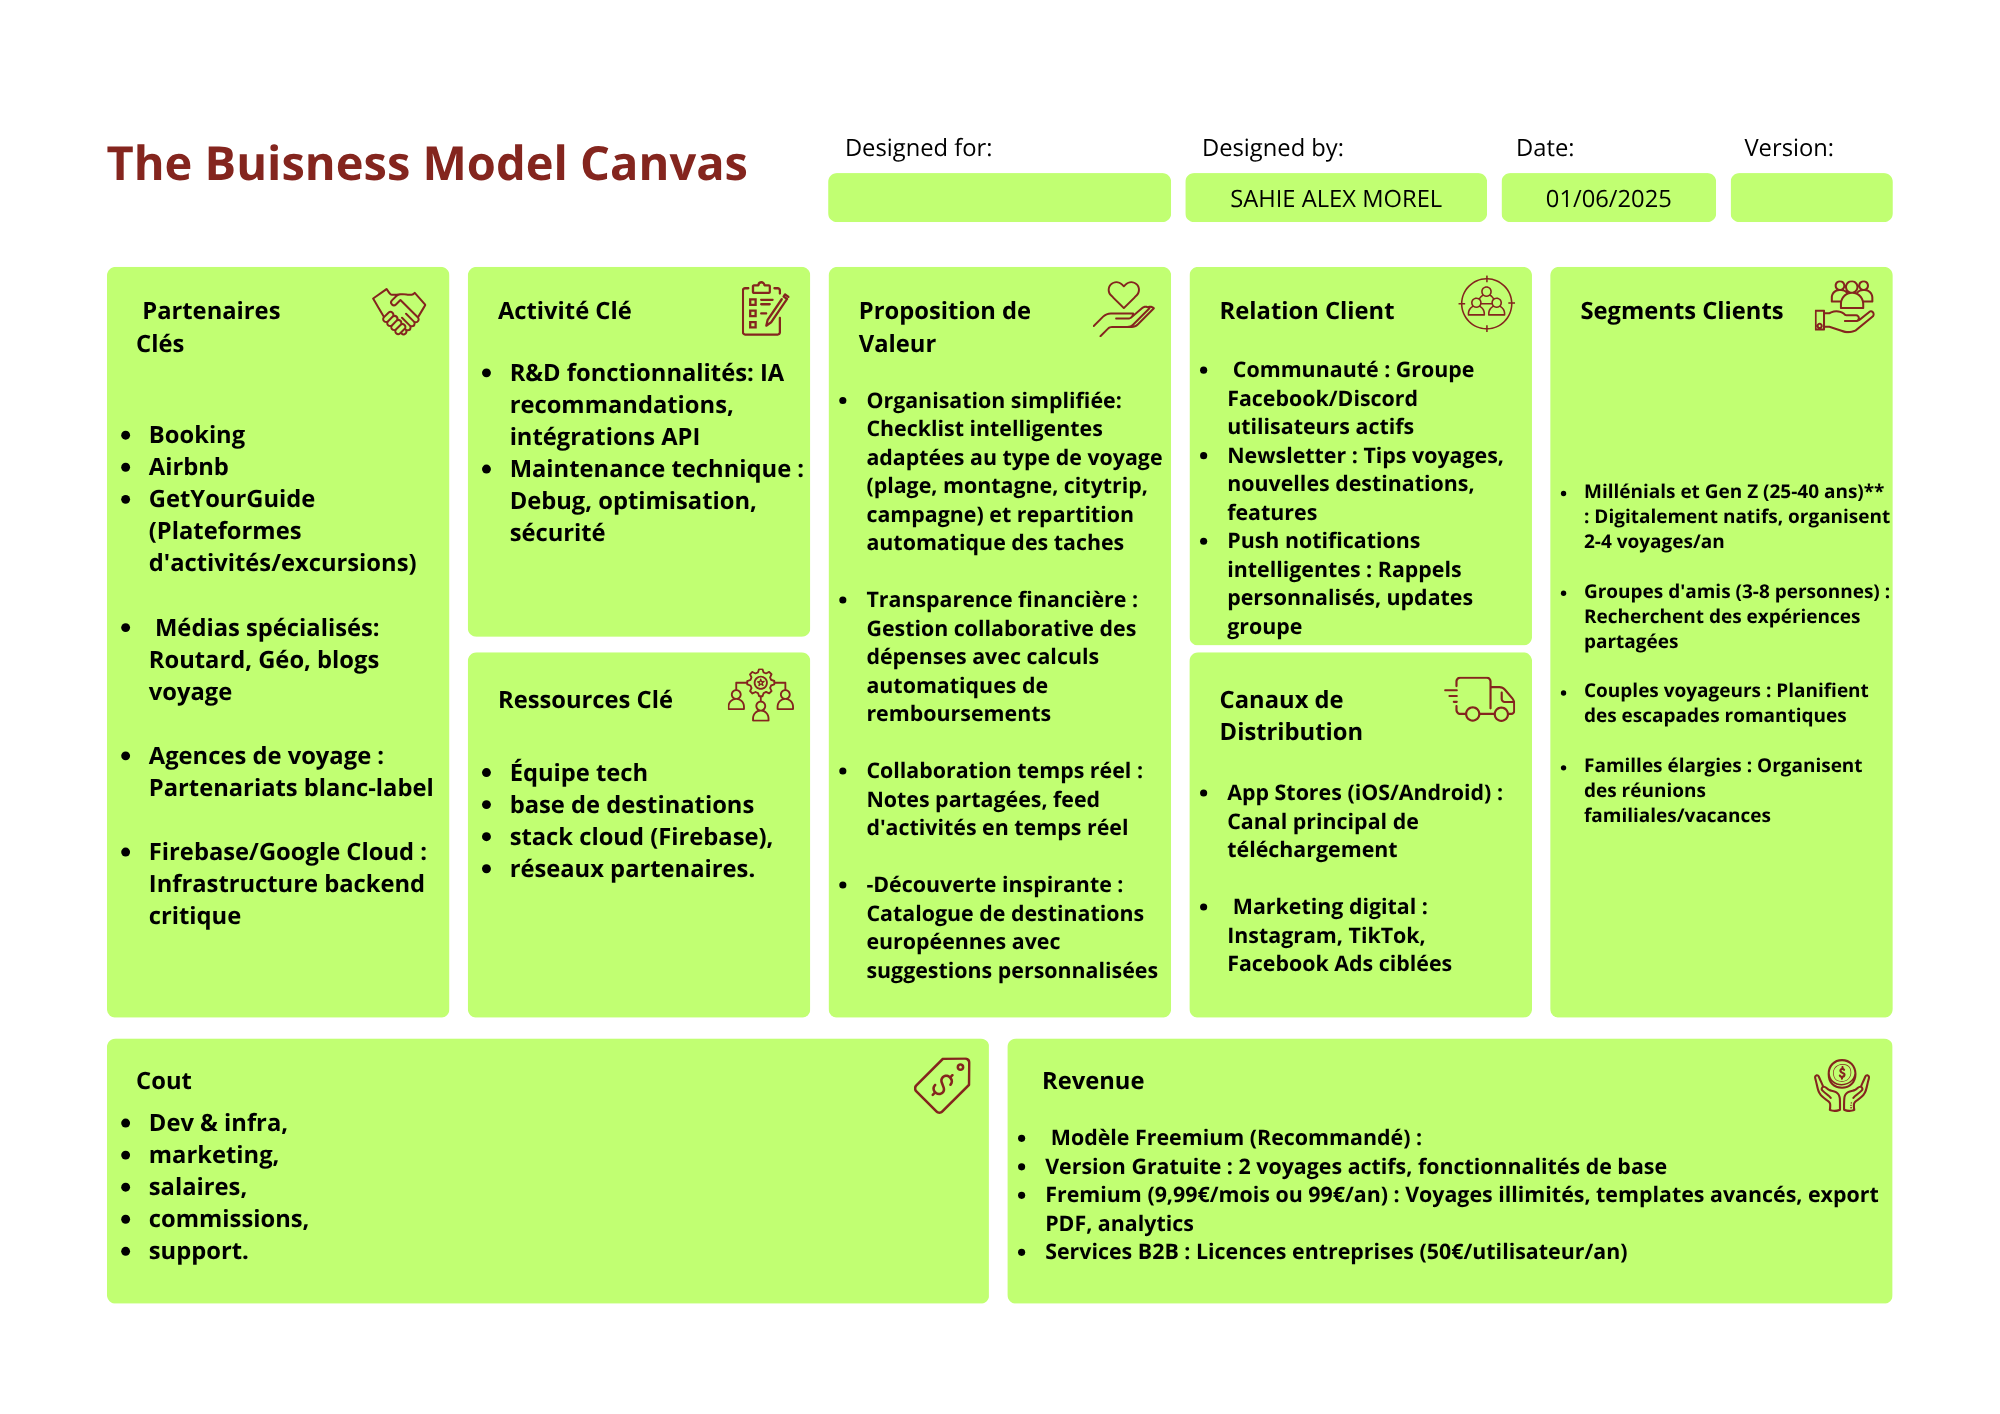 The Buisness Model Canvas
Designed for:
Designed by:
Date:
Version:
SAHIE ALEX MOREL
01/06/2025
Partenaires
Clés
• Booking
• Airbnb
• GetYourGuide
(Plateformes
d'activités/excursions)
• Médias spécialisés:
Routard, Géo, blogs
voyage
• Agences de voyage :
Partenariats blanc-label
• Firebase/Google Cloud :
Infrastructure backend
critique
Activité Clé
• R&D fonctionnalités: IA
recommandations,
intégrations API
• Maintenance technique :
Debug, optimisation,
sécurité
Ressources Clé
• Équipe tech
• base de destinations
• stack cloud (Firebase),
• réseaux partenaires.
Proposition de
Valeur
• Organisation simplifiée:
Checklist intelligentes
adaptées au type de voyage
(plage, montagne, citytrip,
campagne) et repartition
automatique des taches
• Transparence financière :
Gestion collaborative des
dépenses avec calculs
automatiques de
remboursements
• Collaboration temps réel :
Notes partagées, feed
d'activités en temps réel
• -Découverte inspirante :
Catalogue de destinations
européennes avec
suggestions personnalisées
Relation Client
• Communauté : Groupe
Facebook/Discord
utilisateurs actifs
• Newsletter : Tips voyages,
nouvelles destinations,
features
• Push notifications
intelligentes : Rappels
personnalisés, updates
groupe
Canaux de
Distribution
• App Stores (iOS/Android) :
Canal principal de
téléchargement
• Marketing digital :
Instagram, TikTok,
Facebook Ads ciblées
Segments Clients
• Millénials et Gen Z (25-40 ans)**
: Digitalement natifs, organisent
2-4 voyages/an
• Groupes d'amis (3-8 personnes) :
Recherchent des expériences
partagées
• Couples voyageurs : Planifient
des escapades romantiques
• Familles élargies : Organisent
des réunions
familiales/vacances
Cout
• Dev & infra,
• marketing,
• salaires,
• commissions,
• support.
Revenue
• Modèle Freemium (Recommandé) :
• Version Gratuite : 2 voyages actifs, fonctionnalités de base
• Fremium (9,99€/mois ou 99€/an) : Voyages illimités, templates avancés, export
PDF, analytics
• Services B2B : Licences entreprises (50€/utilisateur/an)